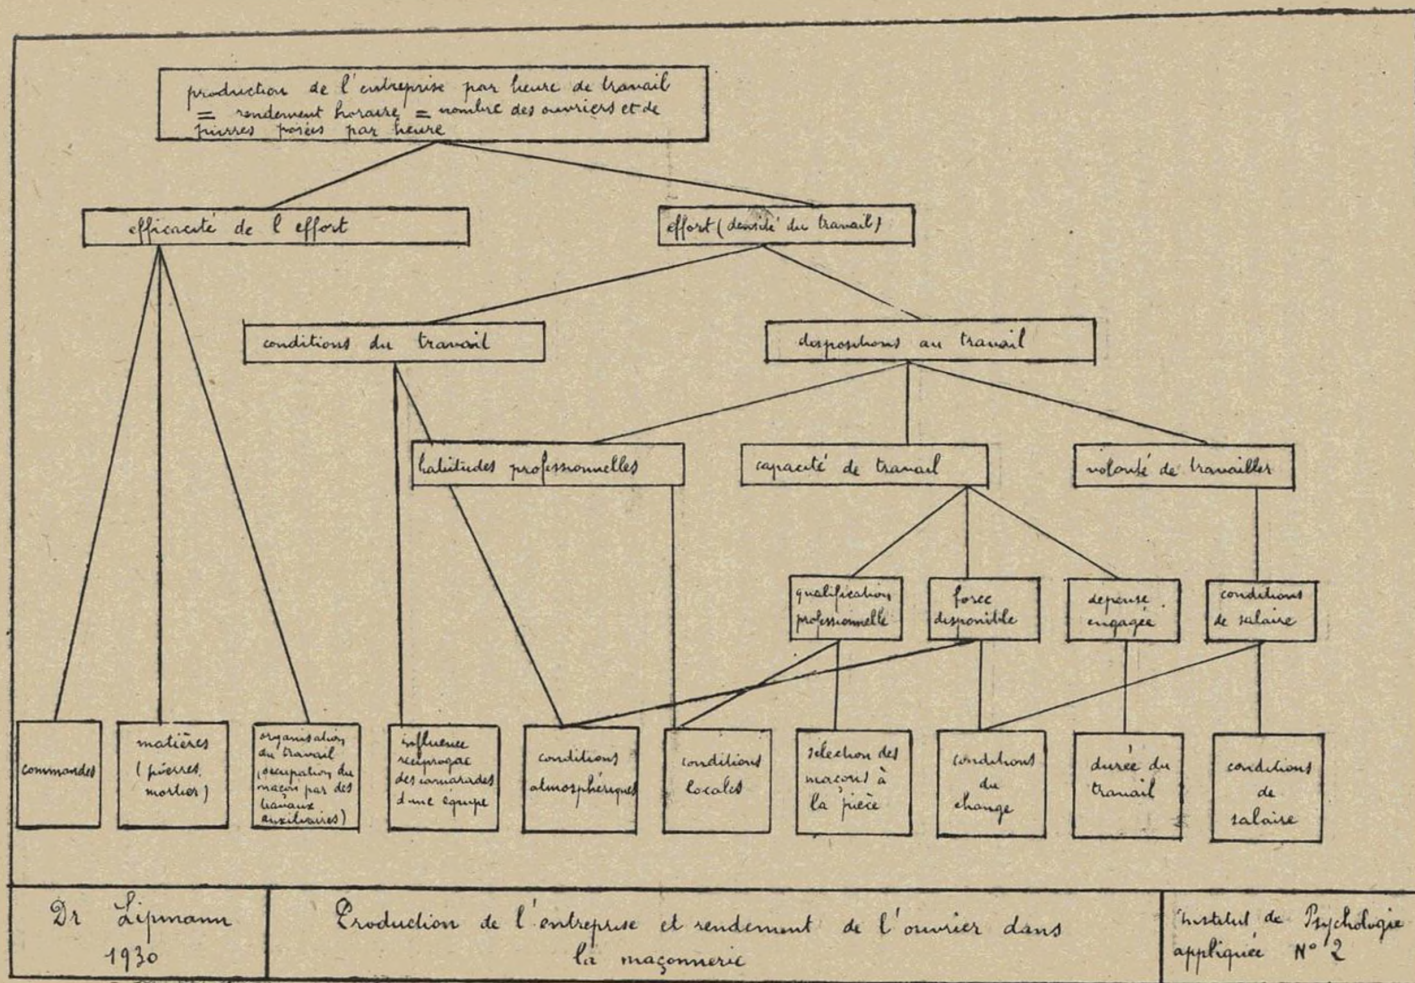 production de l'entreprise par heure de travail
= rendement horaire = nombre des ouvriers et de
pierres posées par heure
efficacité de l'effort
effort (densité du travail)
conditions du travail
dispositions au travail
habitudes professionnelles
capacité de travail
volonté de travailler
qualification
professionnelle
force
disponible
depense
engagée
conditions
de salaire
commandes
matières
(pierres,
mortier)
organisation
du travail
(occupation du
maçon par des
travaux
auxiliaires)
influence
réciproque
des camarades
d'une équipe
conditions
atmosphériques
conditions
locales
sélection des
maçons à
la pièce
conditions
du
change
durée du
travail
conditions
de
salaire
Dr Lipmann
1930
Production de l'entreprise et rendement de l'ouvrier dans
la maçonnerie
Institut de Psychologie
appliquée N° 2